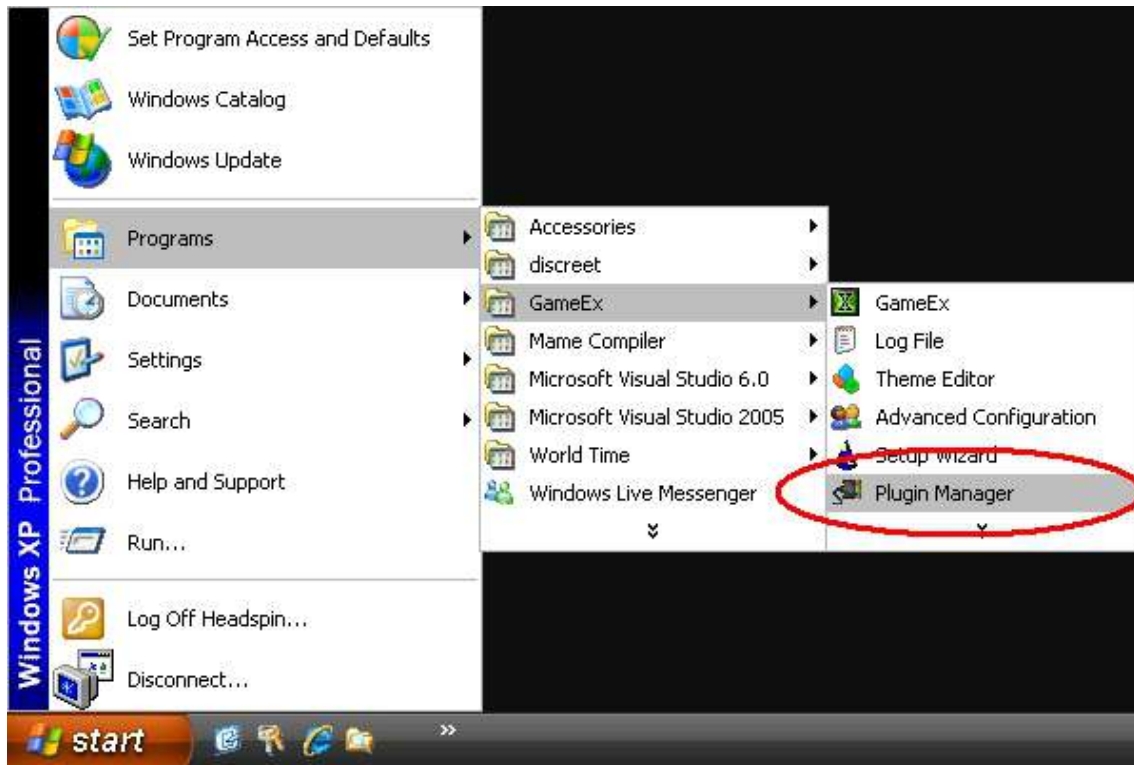 Windows XP Professional
Set Program Access and Defaults
Windows Catalog
Windows Update
Programs
Documents
Settings
Search
Help and Support
Run...
Log Off Headspin...
Disconnect...
Accessories
discreet
GameEx
Mame Compiler
Microsoft Visual Studio 6.0
Microsoft Visual Studio 2005
World Time
Windows Live Messenger
GameEx
Log File
Theme Editor
Advanced Configuration
Setup Wizard
Plugin Manager
start